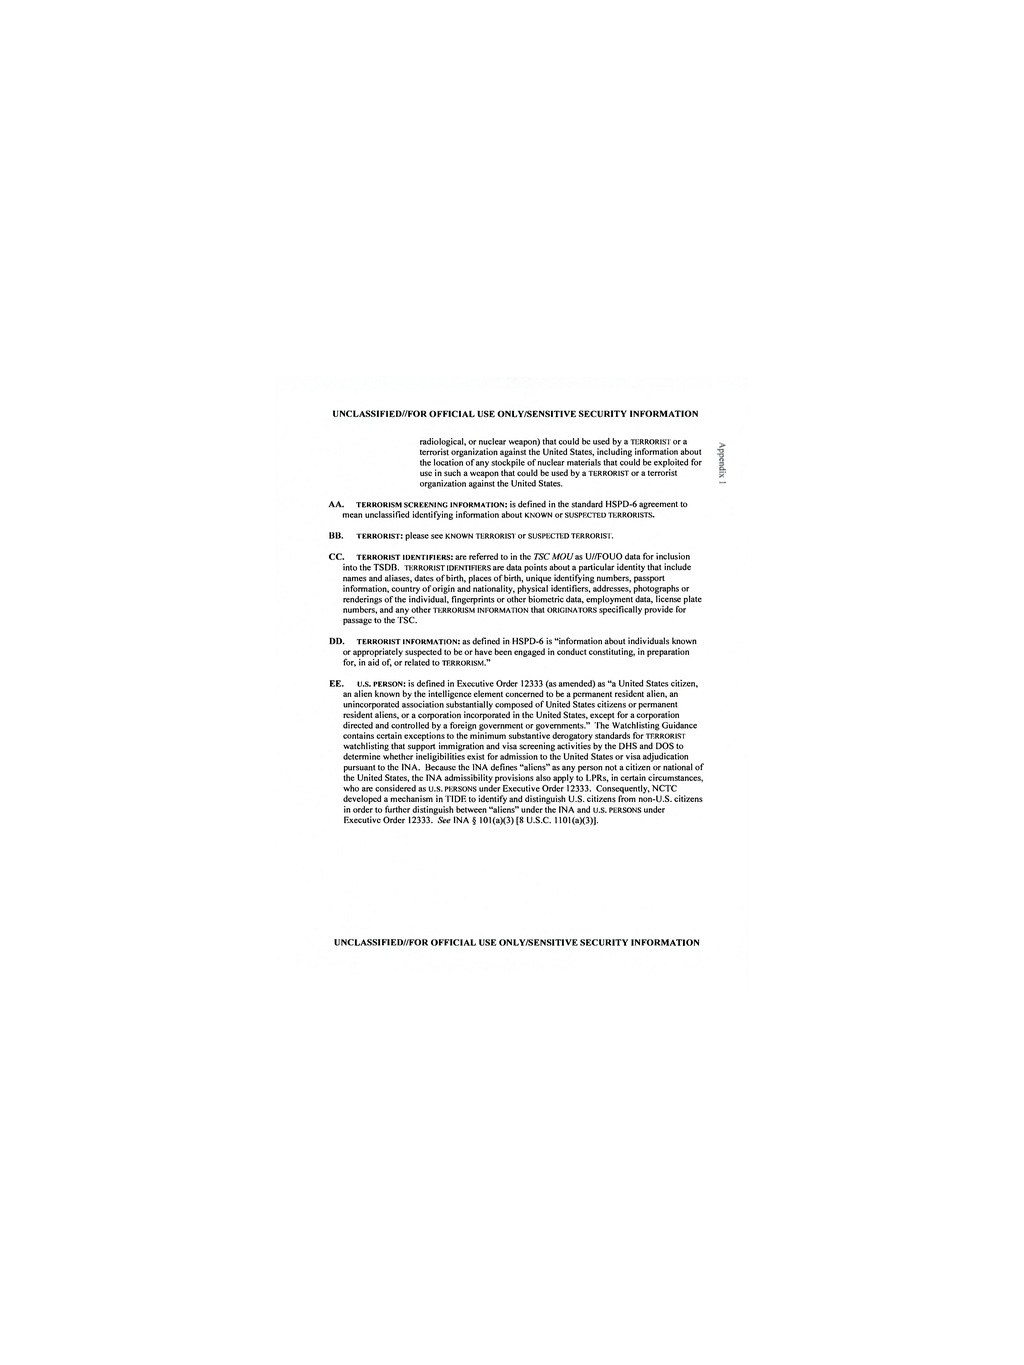 UNCLASSIFIED//FOR OFFICIAL USE ONLY/SENSITIVE SECURITY INFORMATION
radiological, or nuclear weapon) that could be used by a TERRORIST or a
terrorist organization against the United States, including information about
the location of any stockpile of nuclear materials that could be exploited for
use in such a weapon that could be used by a TERRORIST or a terrorist
organization against the United States.
Appendix 1
AA. TERRORISM SCREENING INFORMATION: is defined in the standard HSPD-6 agreement to
mean unclassified identifying information about KNOWN or SUSPECTED TERRORISTS.
BB. TERRORIST: please see KNOWN TERRORIST or SUSPECTED TERRORIST.
CC. TERRORIST IDENTIFIERS: are referred to in the TSC MOU as U//FOUO data for inclusion
into the TSDB. TERRORIST IDENTIFIERS are data points about a particular identity that include
names and aliases, dates of birth, places of birth, unique identifying numbers, passport
information, country of origin and nationality, physical identifiers, addresses, photographs or
renderings of the individual, fingerprints or other biometric data, employment data, license plate
numbers, and any other TERRORISM INFORMATION that ORIGINATORS specifically provide for
passage to the TSC.
DD. TERRORIST INFORMATION: as defined in HSPD-6 is “information about individuals known
or appropriately suspected to be or have been engaged in conduct constituting, in preparation
for, in aid of, or related to TERRORISM.”
EE. U.S. PERSON: is defined in Executive Order 12333 (as amended) as “a United States citizen,
an alien known by the intelligence element concerned to be a permanent resident alien, an
unincorporated association substantially composed of United States citizens or permanent
resident aliens, or a corporation incorporated in the United States, except for a corporation
directed and controlled by a foreign government or governments.” The Watchlisting Guidance
contains certain exceptions to the minimum substantive derogatory standards for TERRORIST
watchlisting that support immigration and visa screening activities by the DHS and DOS to
determine whether ineligibilities exist for admission to the United States or visa adjudication
pursuant to the INA. Because the INA defines “aliens” as any person not a citizen or national of
the United States, the INA admissibility provisions also apply to LPRs, in certain circumstances,
who are considered as U.S. PERSONS under Executive Order 12333. Consequently, NCTC
developed a mechanism in TIDE to identify and distinguish U.S. citizens from non-U.S. citizens
in order to further distinguish between “aliens” under the INA and U.S. PERSONS under
Executive Order 12333. See INA § 101(a)(3) [8 U.S.C. 1101(a)(3)].
UNCLASSIFIED//FOR OFFICIAL USE ONLY/SENSITIVE SECURITY INFORMATION